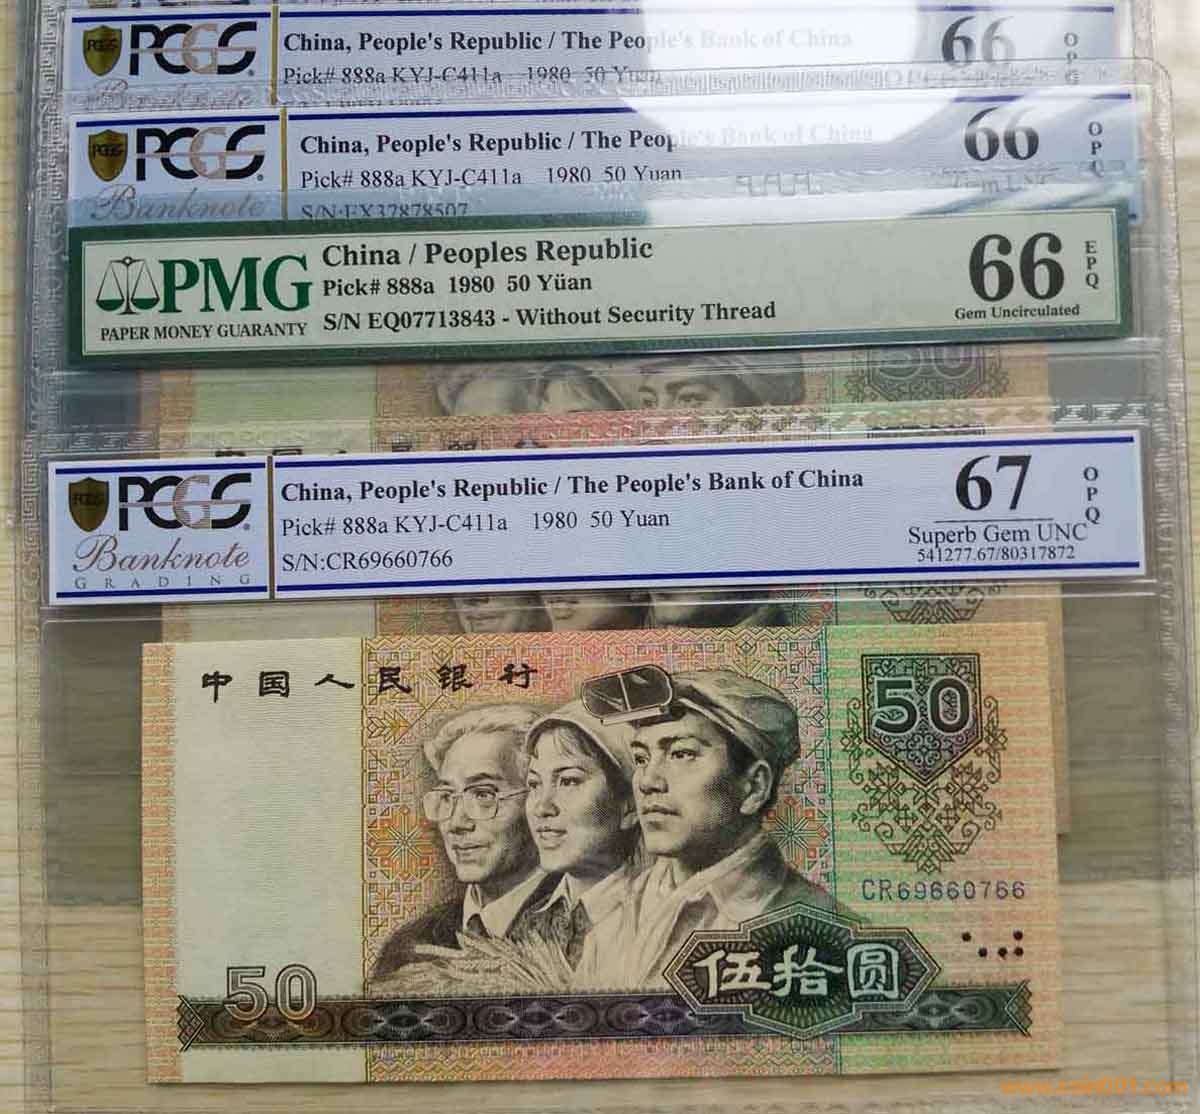 PCGS
China, People's Republic / The People's Bank of China
Pick# 888a KYJ-C411a 1980 50 Yuan
66
OPQ
Banknote
PCGS
China, People's Republic / The People's Bank of China
Pick# 888a KYJ-C411a 1980 50 Yuan
S/N:EX37878507
66
OPQ
Banknote
PMG
PAPER MONEY GUARANTY
China / Peoples Republic
Pick# 888a 1980 50 Yüan
S/N EQ07713843 - Without Security Thread
66
EPQ
Gem Uncirculated
50
PCGS
Banknote
GRADING
China, People's Republic / The People's Bank of China
Pick# 888a KYJ-C411a 1980 50 Yuan
S/N:CR69660766
67
OPQ
Superb Gem UNC
541277.67/80317872
中国人民银行
50
CR69660766
伍拾圆
50
www.coin001.com